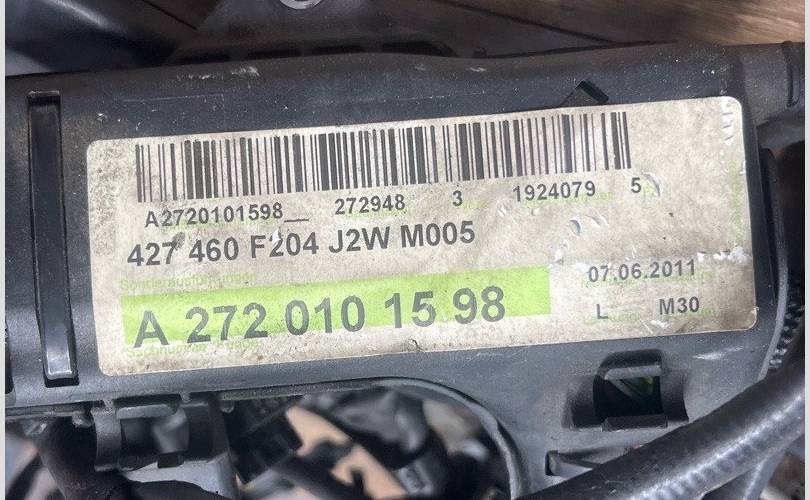 A2720101598__ 272948 3 1924079 5
427 460 F204 J2W M005
07.06.2011
A 272 010 15 98
L M30